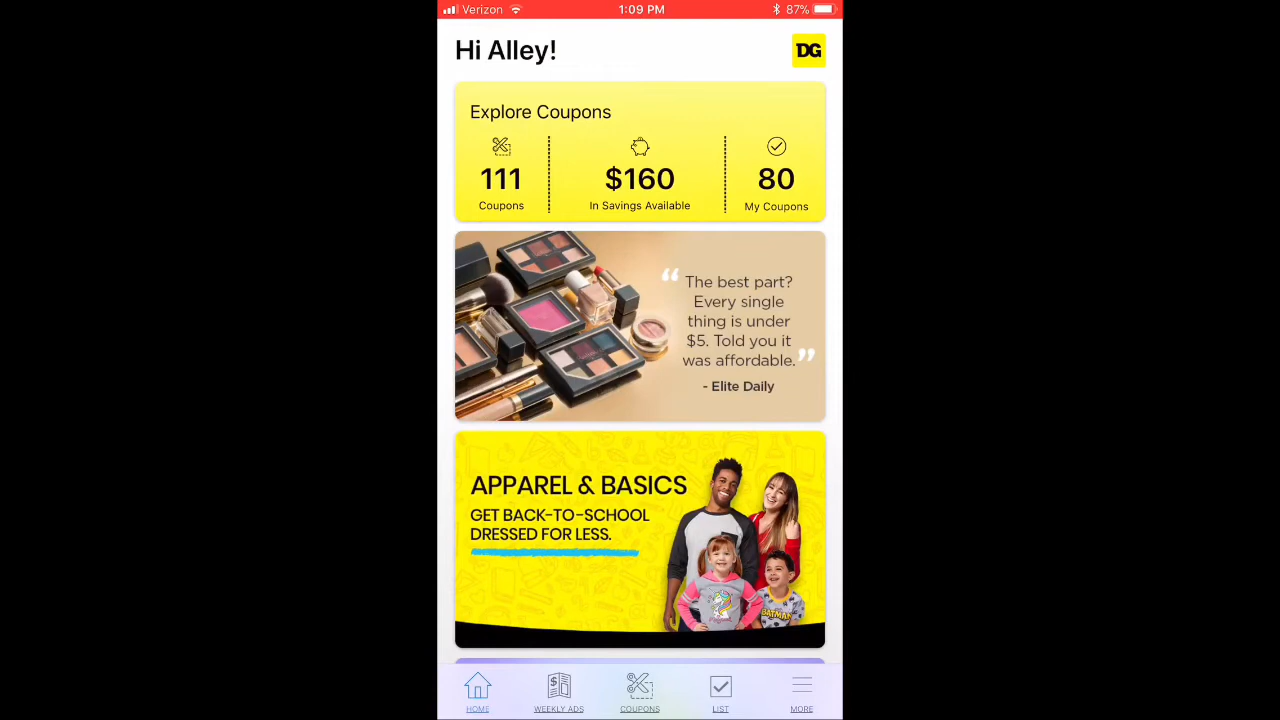 Verizon 1:09 PM 87%
Hi Alley!
DG
Explore Coupons
111 $160 80
Coupons In Savings Available My Coupons
“ The best part?
Every single
thing is under
$5. Told you it
was affordable. ”
- Elite Daily
APPAREL & BASICS
GET BACK-TO-SCHOOL
DRESSED FOR LESS.
BATMAN
HOME WEEKLY ADS COUPONS LIST MORE